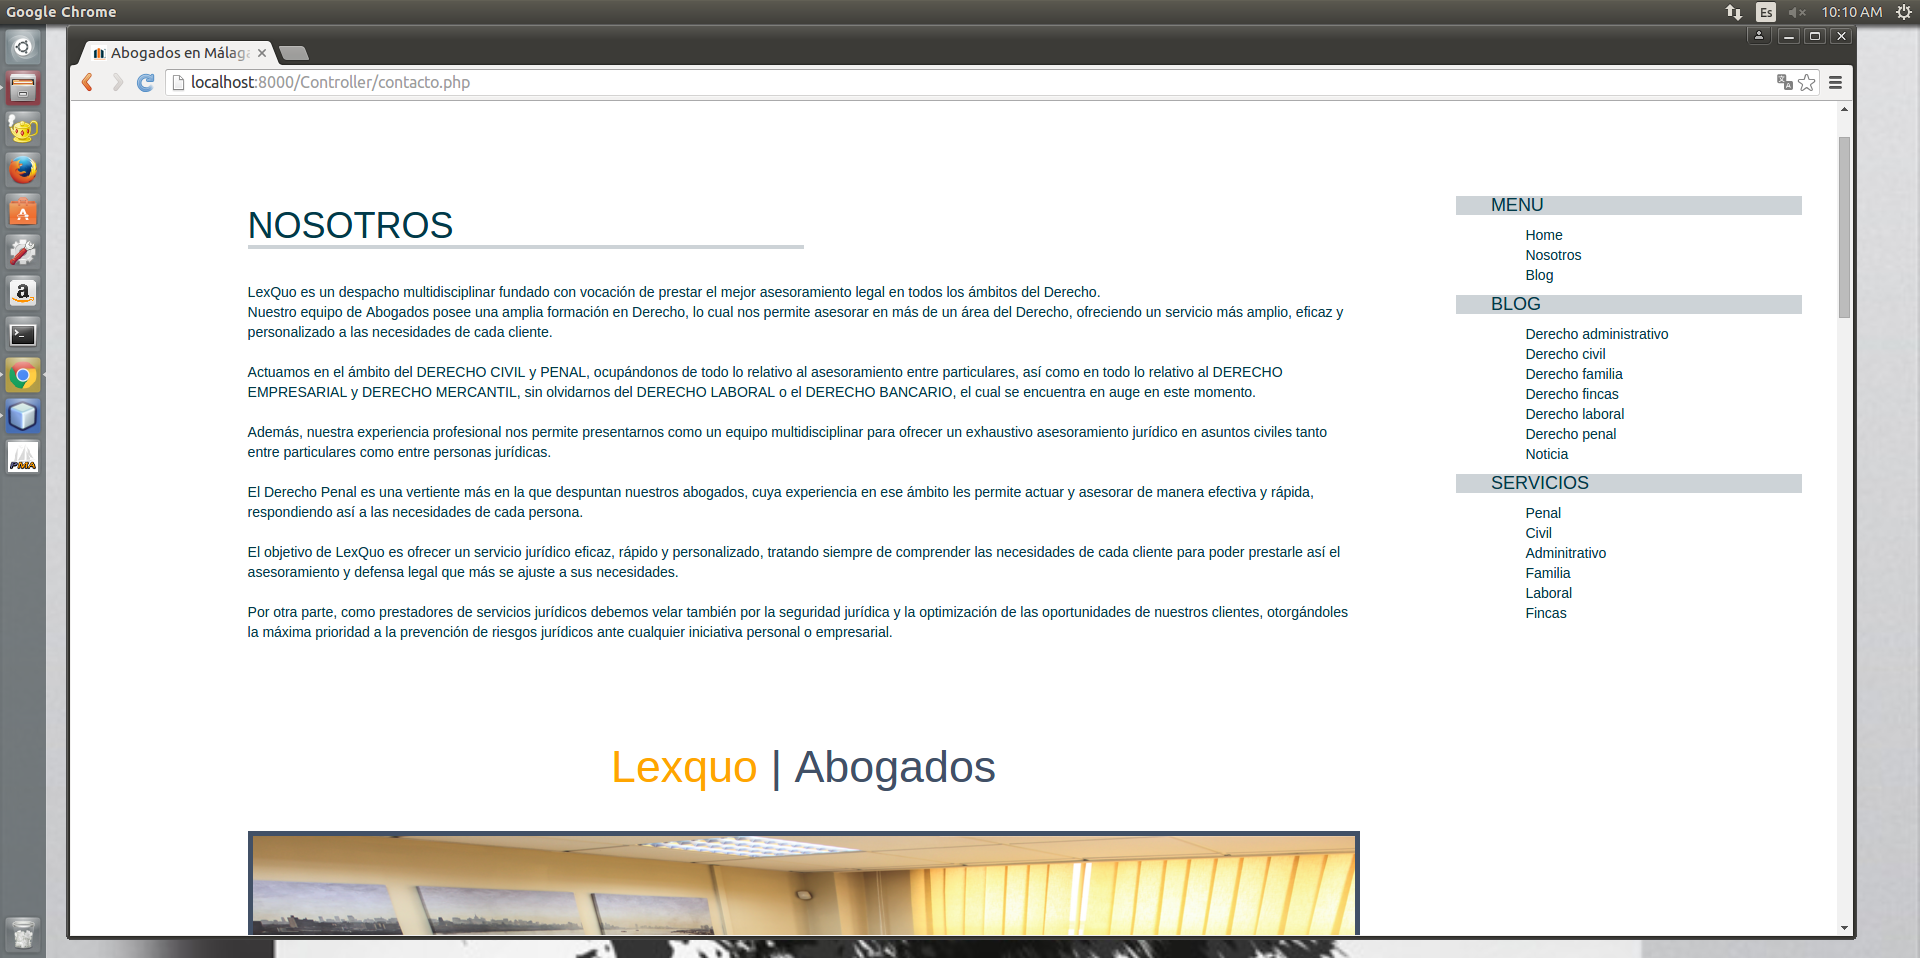 Google Chrome
Es
10:10 AM
Abogados en Málag
localhost:8000/Controller/contacto.php
NOSOTROS
LexQuo es un despacho multidisciplinar fundado con vocación de prestar el mejor asesoramiento legal en todos los ámbitos del Derecho.
Nuestro equipo de Abogados posee una amplia formación en Derecho, lo cual nos permite asesorar en más de un área del Derecho, ofreciendo un servicio más amplio, eficaz y
personalizado a las necesidades de cada cliente.
Actuamos en el ámbito del DERECHO CIVIL y PENAL, ocupándonos de todo lo relativo al asesoramiento entre particulares, así como en todo lo relativo al DERECHO
EMPRESARIAL y DERECHO MERCANTIL, sin olvidarnos del DERECHO LABORAL o el DERECHO BANCARIO, el cual se encuentra en auge en este momento.
Además, nuestra experiencia profesional nos permite presentarnos como un equipo multidisciplinar para ofrecer un exhaustivo asesoramiento jurídico en asuntos civiles tanto
entre particulares como entre personas jurídicas.
El Derecho Penal es una vertiente más en la que despuntan nuestros abogados, cuya experiencia en ese ámbito les permite actuar y asesorar de manera efectiva y rápida,
respondiendo así a las necesidades de cada persona.
El objetivo de LexQuo es ofrecer un servicio jurídico eficaz, rápido y personalizado, tratando siempre de comprender las necesidades de cada cliente para poder prestarle así el
asesoramiento y defensa legal que más se ajuste a sus necesidades.
Por otra parte, como prestadores de servicios jurídicos debemos velar también por la seguridad jurídica y la optimización de las oportunidades de nuestros clientes, otorgándoles
la máxima prioridad a la prevención de riesgos jurídicos ante cualquier iniciativa personal o empresarial.
Lexquo | Abogados
MENU
Home
Nosotros
Blog
BLOG
Derecho administrativo
Derecho civil
Derecho familia
Derecho fincas
Derecho laboral
Derecho penal
Noticia
SERVICIOS
Penal
Civil
Adminitrativo
Familia
Laboral
Fincas
a
PMA